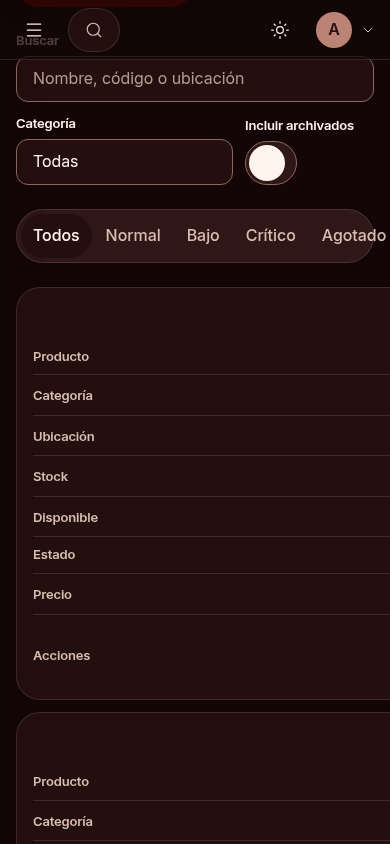 Buscar
A
Nombre, código o ubicación
Categoría
Incluir archivados
Todas
Todos Normal Bajo Crítico Agotado
Producto
Categoría
Ubicación
Stock
Disponible
Estado
Precio
Acciones
Producto
Categoría